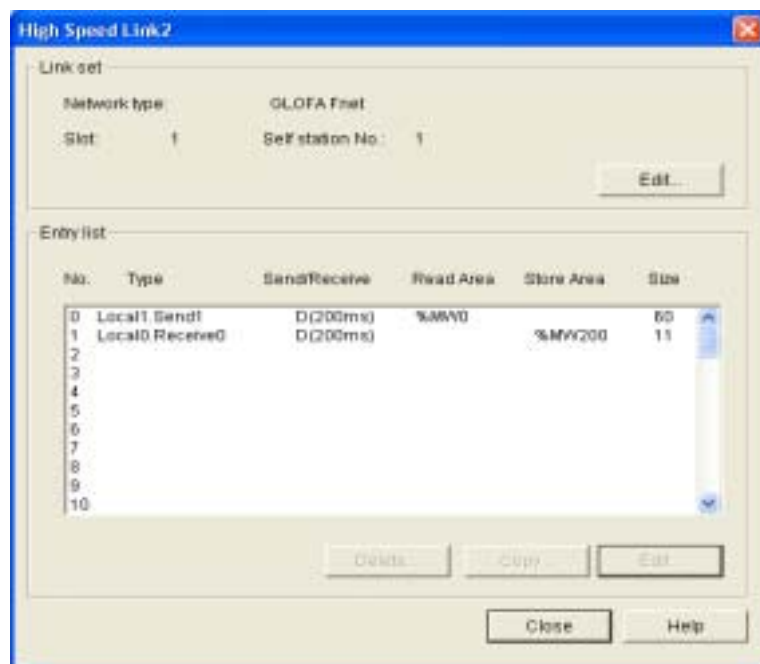 High Speed Link2
Link set
Network type GLOFA Fnet
Slot: 1 Self station No.: 1
Edit...
Entry list
No. Type Send/Receive Read Area Store Area Size
0 Local1.Send1 D(200ms) %MW0 60
1 Local0.Receive0 D(200ms) %MW200 11
2
3
4
5
6
7
8
9
10
Delete... Copy... Edit...
Close Help